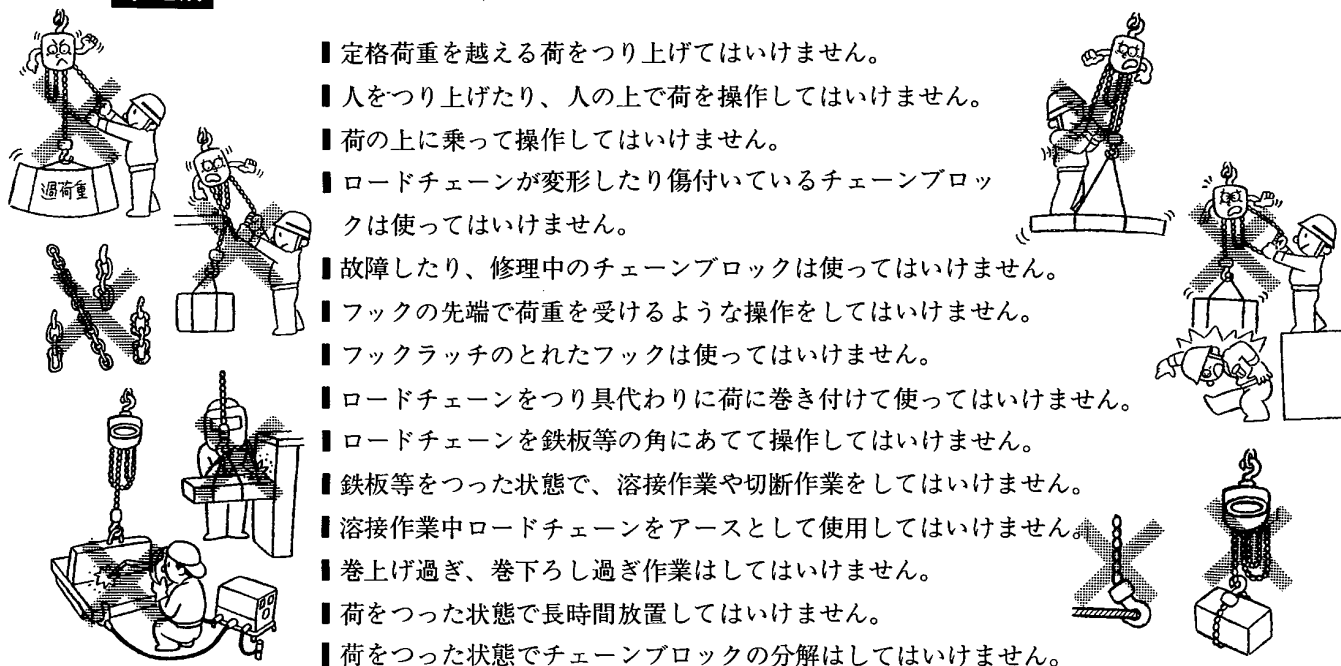 定格荷重を越える荷をつり上げてはいけません。
人をつり上げたり、人の上で荷を操作してはいけません。
荷の上に乗って操作してはいけません。
ロードチェーンが変形したり傷付いているチェーンブロッ
クは使ってはいけません。
故障したり、修理中のチェーンブロックは使ってはいけません。
フックの先端で荷重を受けるような操作をしてはいけません。
フックラッチのとれたフックは使ってはいけません。
ロードチェーンをつり具代わりに荷に巻き付けて使ってはいけません。
ロードチェーンを鉄板等の角にあてて操作してはいけません。
鉄板等をつった状態で、溶接作業や切断作業をしてはいけません。
溶接作業中ロードチェーンをアースとして使用してはいけません。
巻上げ過ぎ、巻下ろし過ぎ作業はしてはいけません。
荷をつった状態で長時間放置してはいけません。
荷をつった状態でチェーンブロックの分解はしてはいけません。
過荷重